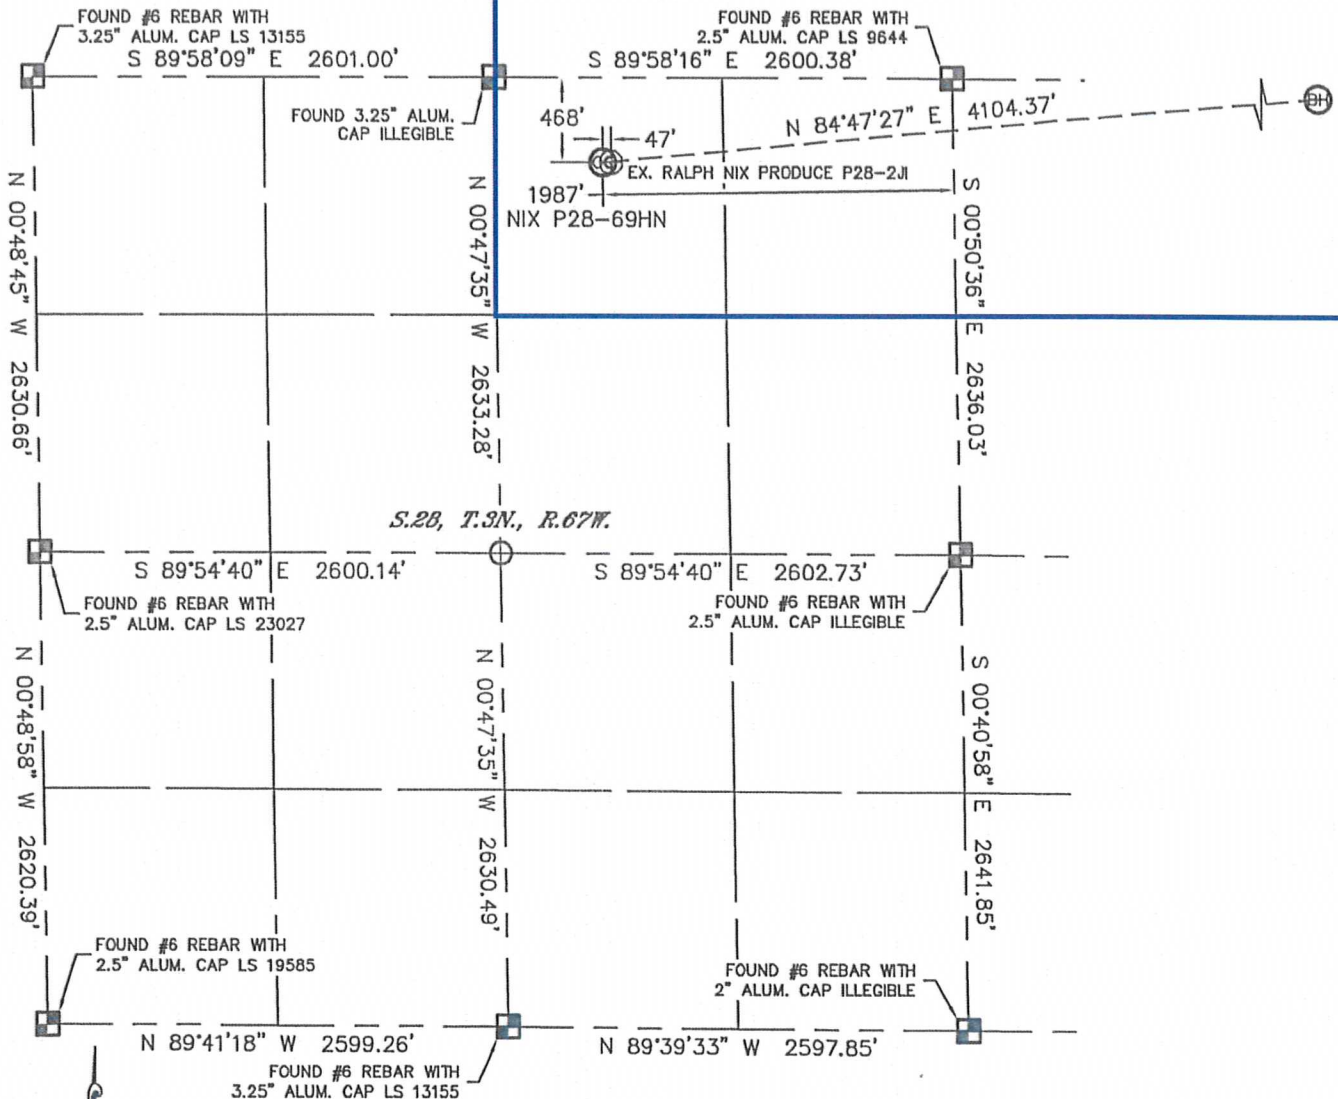 FOUND #6 REBAR WITH
3.25" ALUM. CAP LS 13155
S 89°58'09" E 2601.00'
FOUND #6 REBAR WITH
2.5" ALUM. CAP LS 9644
S 89°58'16" E 2600.38'
FOUND 3.25" ALUM.
CAP ILLEGIBLE
468'
47'
N 84°47'27" E 4104.37'
BH
EX. RALPH NIX PRODUCE P28-2JI
1987'
NIX P28-69HN
N 00°48'45" W 2630.66'
N 00°47'35" W 2633.28'
S 00°50'36" E 2636.03'
S.28, T.3N., R.67W.
S 89°54'40" E 2600.14'
S 89°54'40" E 2602.73'
FOUND #6 REBAR WITH
2.5" ALUM. CAP LS 23027
FOUND #6 REBAR WITH
2.5" ALUM. CAP ILLEGIBLE
N 00°48'58" W 2620.39'
N 00°47'35" W 2630.49'
S 00°40'58" E 2641.85'
FOUND #6 REBAR WITH
2.5" ALUM. CAP LS 19585
FOUND #6 REBAR WITH
2" ALUM. CAP ILLEGIBLE
N 89°41'18" W 2599.26'
N 89°39'33" W 2597.85'
FOUND #6 REBAR WITH
3.25" ALUM. CAP LS 13155